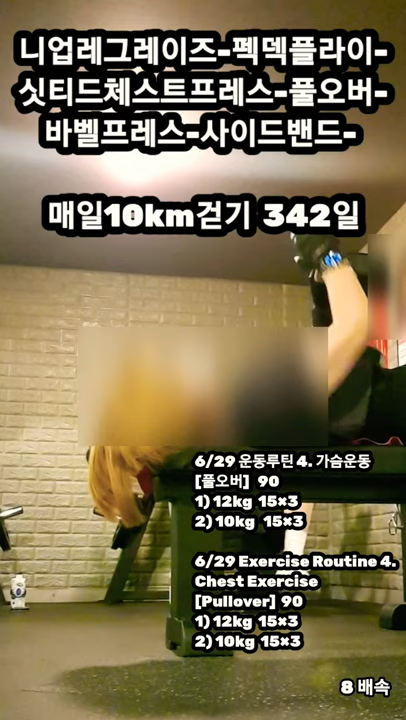 니업레그레이즈-펙덱플라이-
싯티드체스트프레스-풀오버-
바벨프레스-사이드밴드-
매일10km걷기 342일
6/29 운동루틴 4. 가슴운동
[풀오버] 90
1) 12kg 15×3
2) 10kg 15×3
6/29 Exercise Routine 4.
Chest Exercise
[Pullover] 90
1) 12kg 15×3
2) 10kg 15×3
8 배속